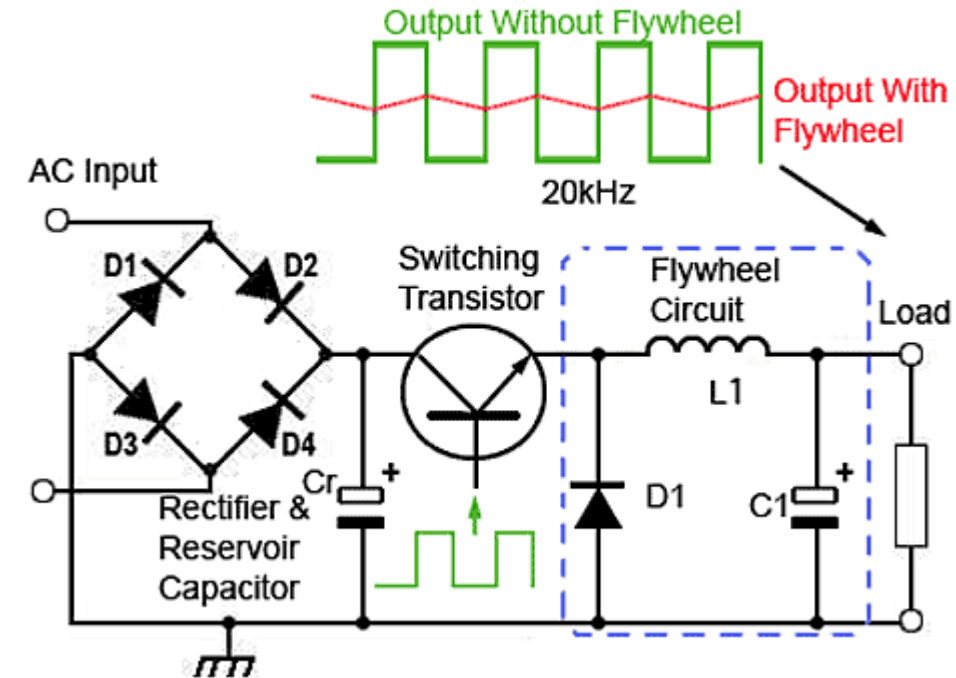 Output Without Flywheel
Output With
Flywheel
20kHz
AC Input
D1
D2
D3
D4
Switching
Transistor
Flywheel
Circuit
Load
L1
Cr
+
D1
C1
+
Rectifier &
Reservoir
Capacitor